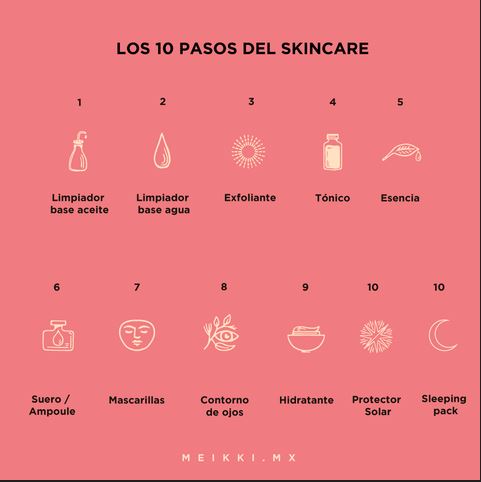 LOS 10 PASOS DEL SKINCARE
1 2 3 4 5
Limpiador
base aceite
Limpiador
base agua
Exfoliante
Tónico
Esencia
6 7 8 9 10 10
Suero /
Ampoule
Mascarillas
Contorno
de ojos
Hidratante
Protector
Solar
Sleeping
pack
MEIKKI.MX